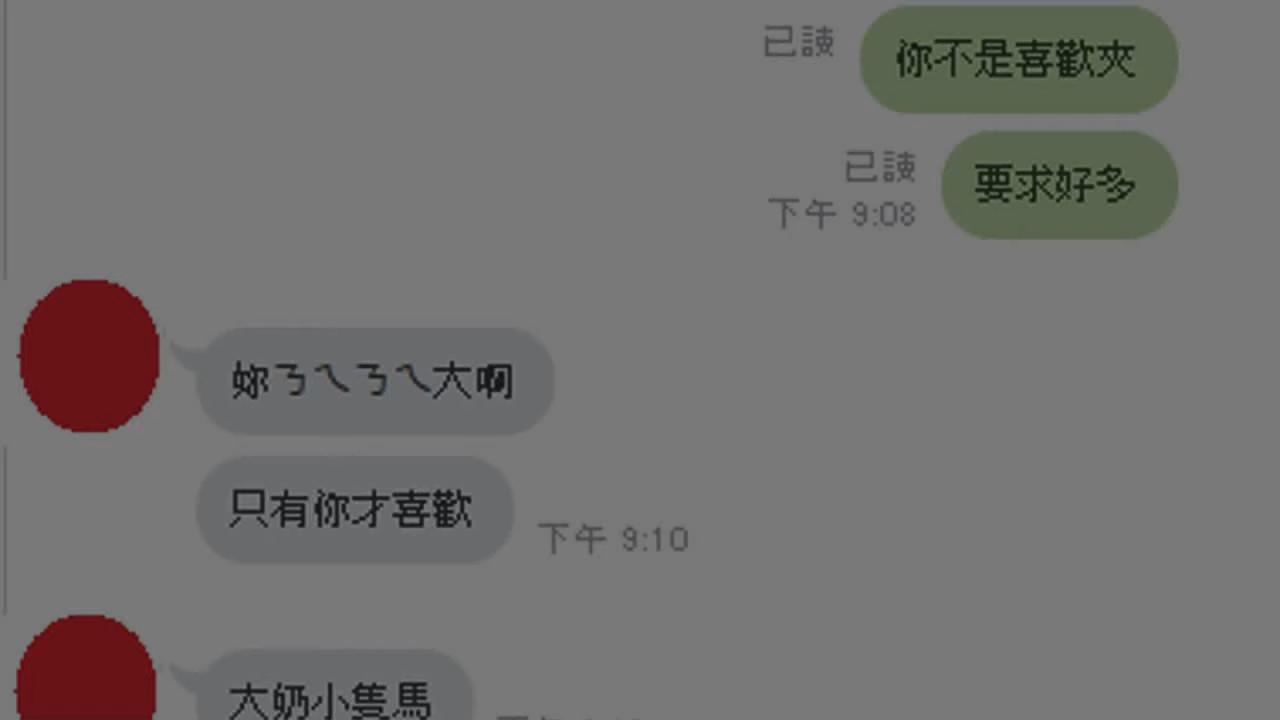 已讀 你不是喜歡夾
已讀
下午 9:08 要求好多
妳ㄋㄟㄋㄟ大啊
只有你才喜歡 下午 9:10
大奶小隻馬